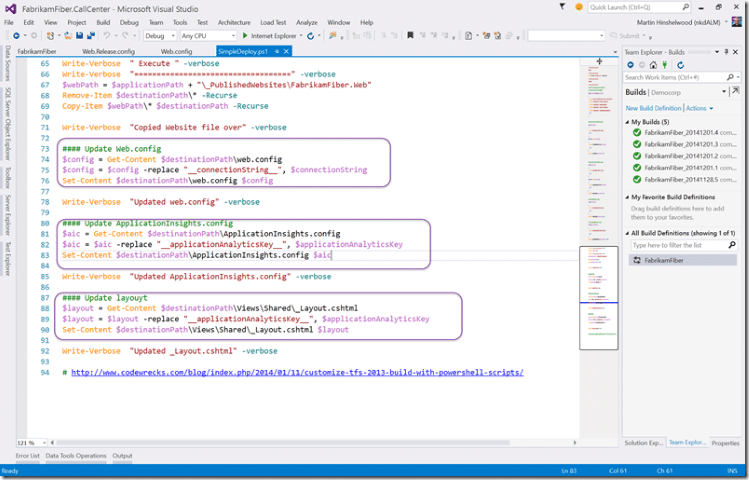 FabrikamFiber.CallCenter - Microsoft Visual Studio
Quick Launch (Ctrl+Q)
File Edit View Project Build Debug Team Tools Test Architecture Load Test Analyze Window Help
Martin Hinshelwood (nkdALM)
Internet Explorer Debug Any CPU Submit
FabrikamFiber Web.Release.config Web.config SimpleDeploy.ps1
Data Sources
SQL Server Object Explorer
Toolbox
Server Explorer
Test Explorer
65 Write-Verbose " Execute " -verbose
66 Write-Verbose "====================================" -verbose
67 $webPath = $applicationPath + "\_PublishedWebsites\FabrikamFiber.Web"
68 Remove-Item $destinationPath\* -Recurse
69 Copy-Item $webPath\* $destinationPath -Recurse
70
71 Write-Verbose "Copied Website file over" -verbose
72
73 #### Update Web.config
74 $config = Get-Content $destinationPath\web.config
75 $config = $config -replace "__connectionString__", $connectionString
76 Set-Content $destinationPath\web.config $config
77
78 Write-Verbose "Updated web.config" -verbose
79
80 #### Update ApplicationInsights.config
81 $aic = Get-Content $destinationPath\ApplicationInsights.config
82 $aic = $aic -replace "__applicationAnalyticsKey__", $applicationAnalyticsKey
83 Set-Content $destinationPath\ApplicationInsights.config $aic
84
85 Write-Verbose "Updated ApplicationInsights.config" -verbose
86
87 #### Update layouyt
88 $layout = Get-Content $destinationPath\Views\Shared\_Layout.cshtml
89 $layout = $layout -replace "__applicationAnalyticsKey__", $applicationAnalyticsKey
90 Set-Content $destinationPath\Views\Shared\_Layout.cshtml $layout
91
92 Write-Verbose "Updated _Layout.cshtml" -verbose
93
94 # http://www.codewrecks.com/blog/index.php/2014/01/11/customize-tfs-2013-build-with-powershell-scripts/
121 %
Team Explorer - Builds
Search Work Items (Ctrl+')
Builds | Democorp
New Build Definition | Actions
My Builds (5)
FabrikamFiber_20141201.4
FabrikamFiber_20141201.3
FabrikamFiber_20141201.2
FabrikamFiber_20141201.1
FabrikamFiber_20141128.5
My Favorite Build Definitions
Drag build definitions here to add them to your favorites.
All Build Definitions (showing 1 of 1)
Type here to filter the list
FabrikamFiber
Solution Exp... Team Explor... Properties
Error List Data Tools Operations Output
Ready Ln 83 Col 61 Ch 61 INS